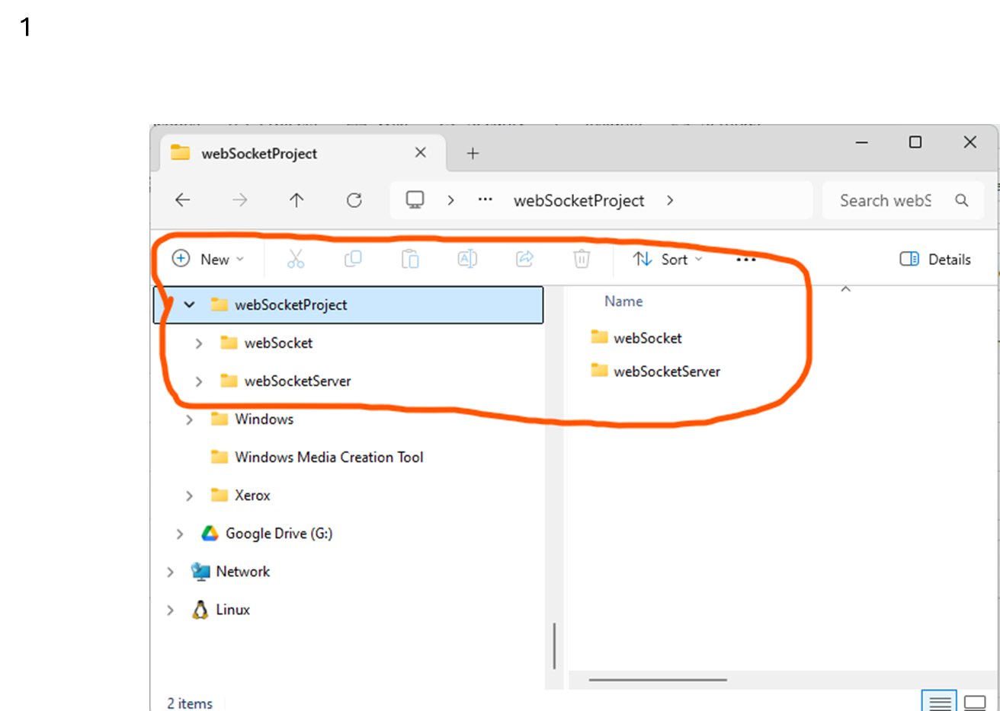 1
webSocketProject
webSocketProject
Search webS
New
Sort
Details
webSocketProject
webSocket
webSocketServer
Windows
Windows Media Creation Tool
Xerox
Google Drive (G:)
Network
Linux
Name
webSocket
webSocketServer
2 items